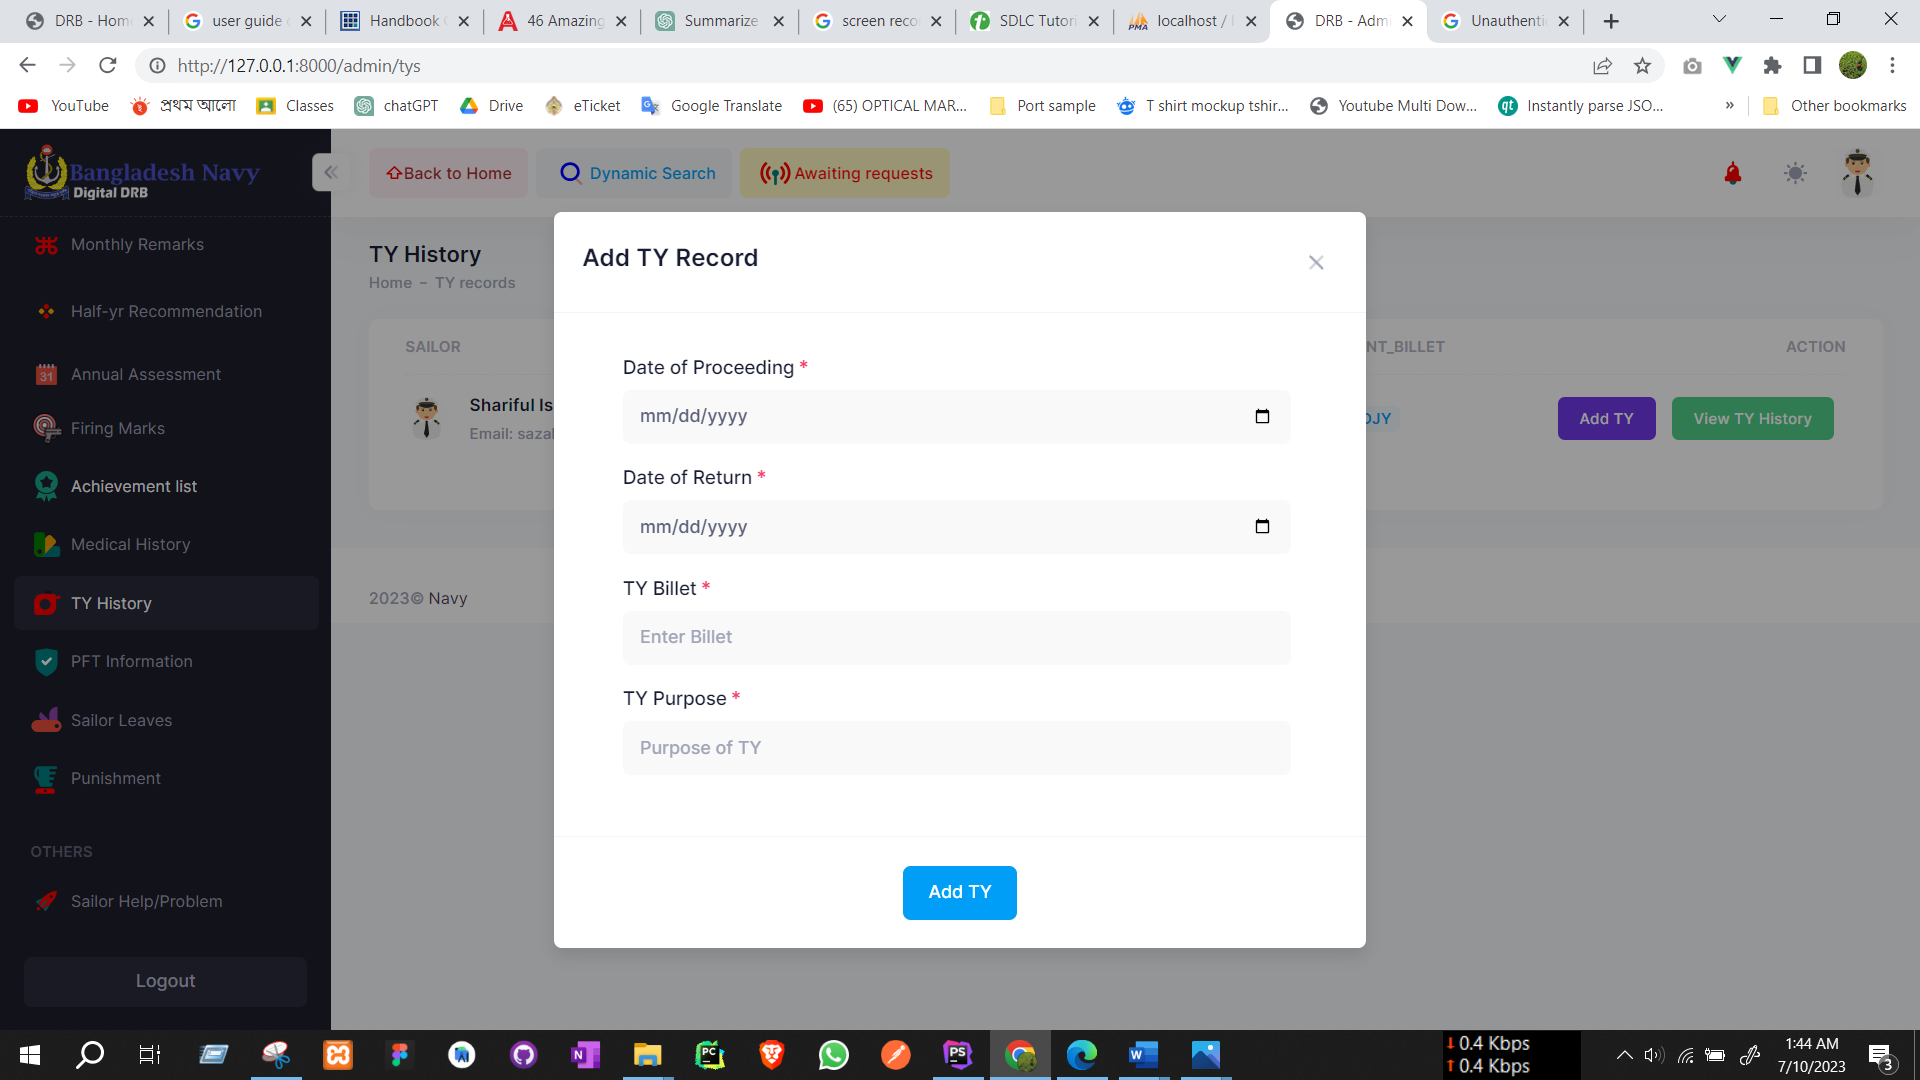 DRB - Hom
user guide
Handbook
46 Amazing
Summarize
screen reco
SDLC Tutori
localhost /
DRB - Adm
Unauthenti
http://127.0.0.1:8000/admin/tys
YouTube
প্রথম আলো
Classes
chatGPT
Drive
eTicket
Google Translate
(65) OPTICAL MAR...
Port sample
T shirt mockup tshir...
Youtube Multi Dow...
Instantly parse JSO...
»
Other bookmarks
Bangladesh Navy
Digital DRB
Back to Home
Dynamic Search
Awaiting requests
Monthly Remarks
Half-yr Recommendation
Annual Assessment
Firing Marks
Achievement list
Medical History
TY History
PFT Information
Sailor Leaves
Punishment
OTHERS
Sailor Help/Problem
Logout
TY History
Home - TY records
SAILOR
NT_BILLET
ACTION
Shariful Is
Email: sazal
DJY
Add TY
View TY History
2023© Navy
Add TY Record
Date of Proceeding *
mm/dd/yyyy
Date of Return *
mm/dd/yyyy
TY Billet *
Enter Billet
TY Purpose *
Purpose of TY
Add TY
0.4 Kbps
0.4 Kbps
1:44 AM
7/10/2023
3